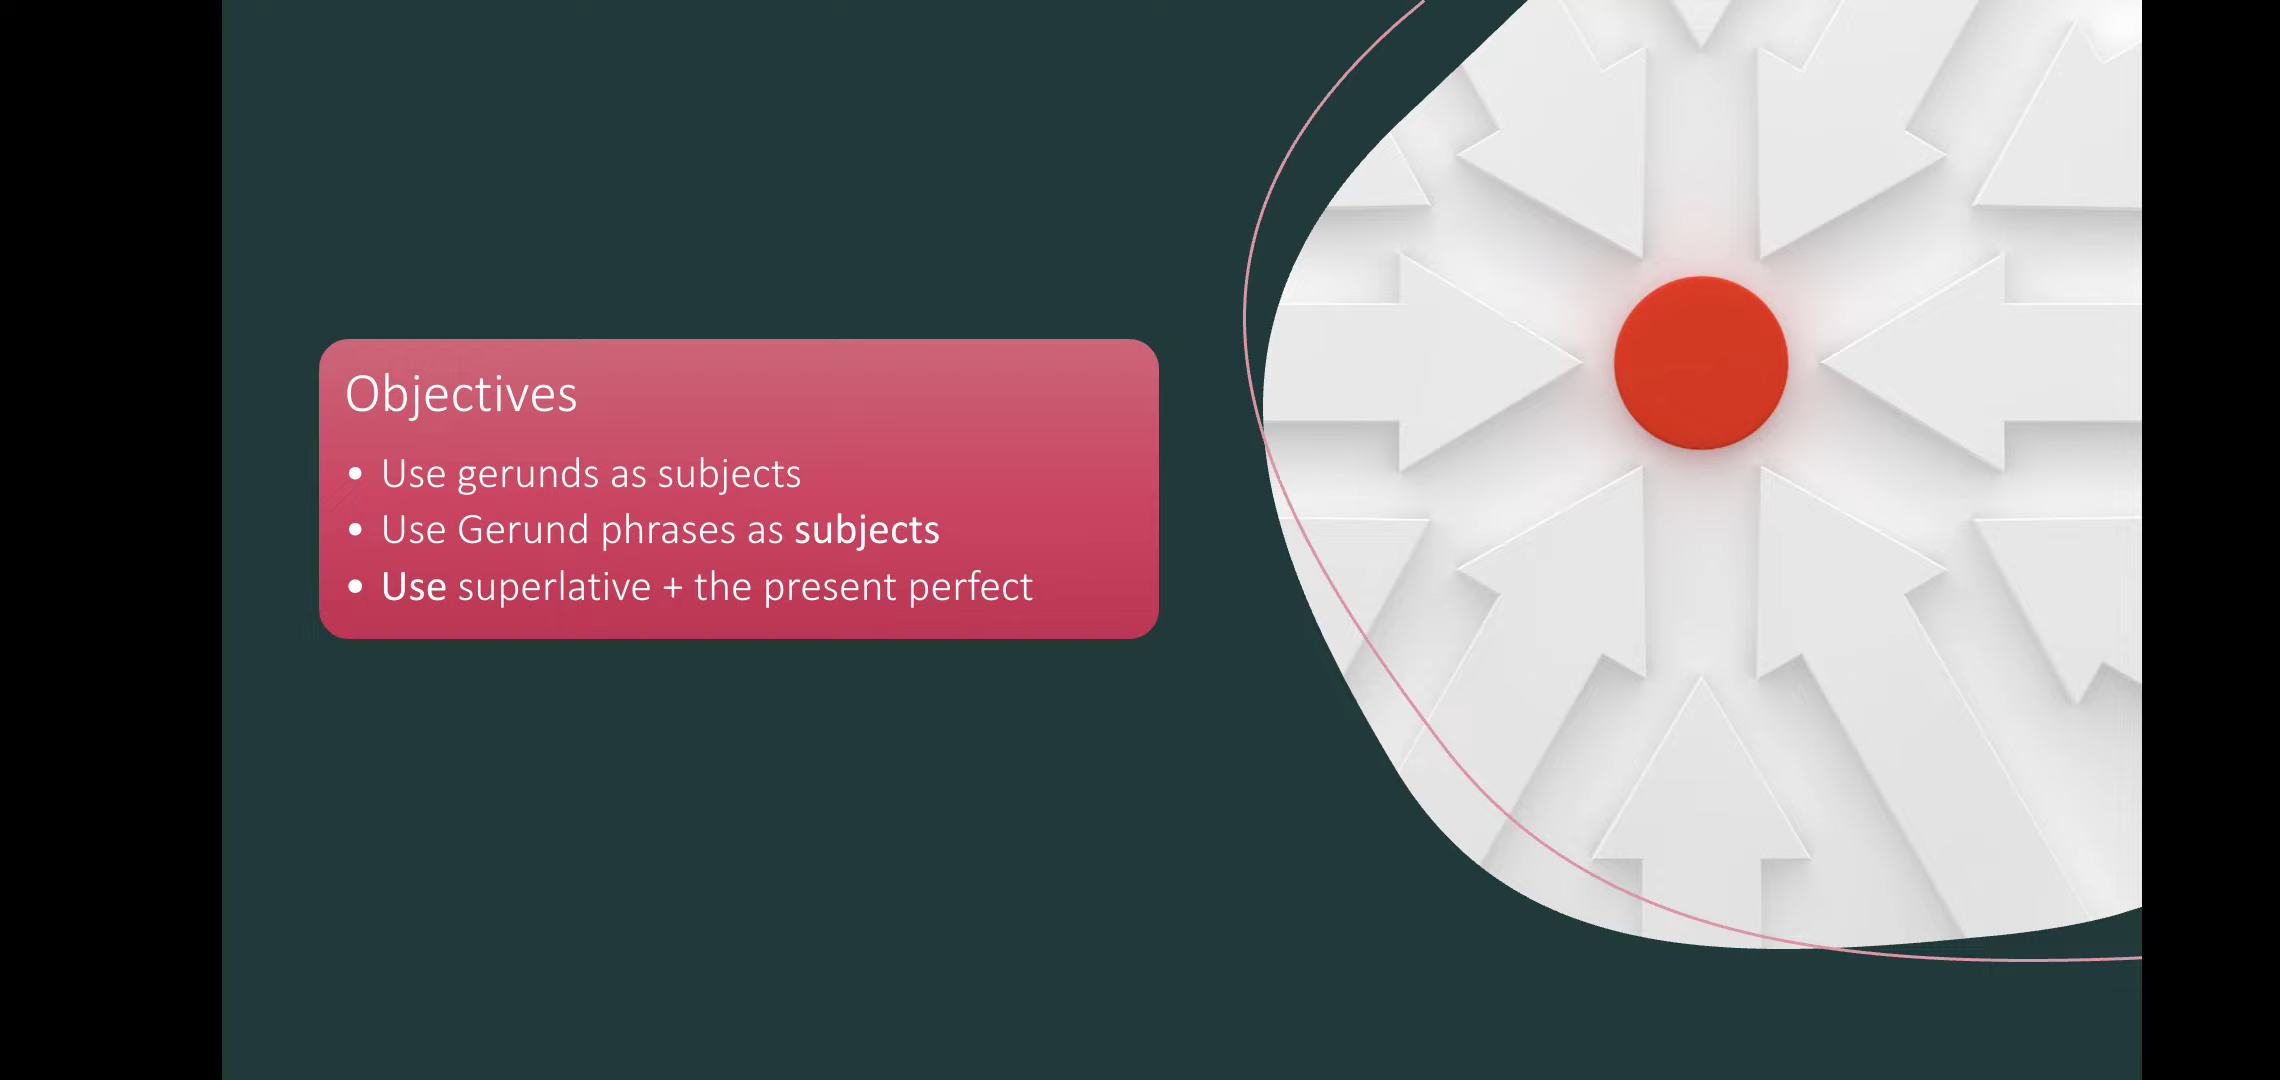 Objectives
• Use gerunds as subjects
• Use Gerund phrases as subjects
• Use superlative + the present perfect